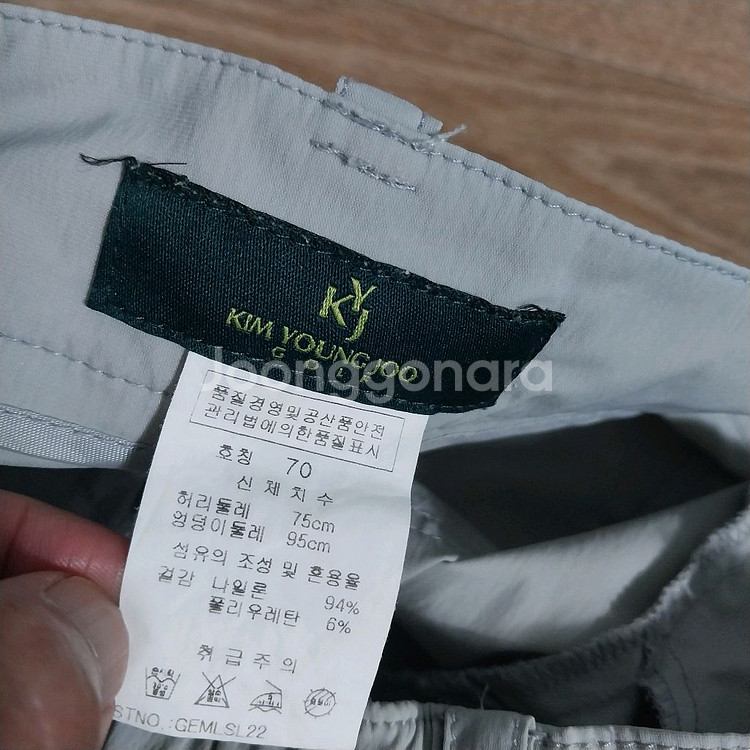 KYJ
KIM YOUNGJOO
GOLF
Joonggonara
품질경영및공산품안전
관리법에의한품질표시
호칭 70
신체치수
허리둘레 75cm
엉덩이둘레 95cm
섬유의 조성 및 혼용율
겉감 나일론 94%
폴리우레탄 6%
취급주의
STNO.:GEMLSL22